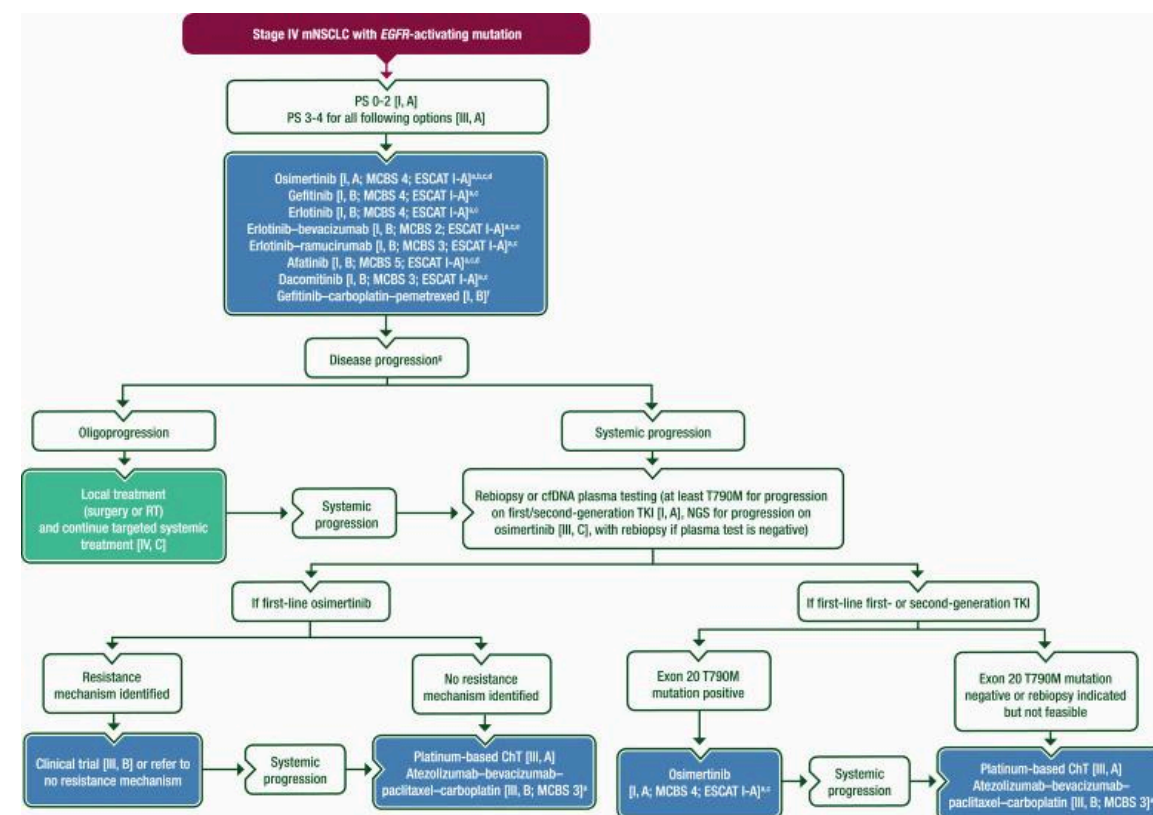 Stage IV mNSCLC with EGFR-activating mutation
PS 0-2 [I, A]
PS 3-4 for all following options [III, A]
Osimertinib [I, A; MCBS 4; ESCAT I-A]a,b,c,d
Gefitinib [I, B; MCBS 4; ESCAT I-A]a,c
Erlotinib [I, B; MCBS 4; ESCAT I-A]a,c
Erlotinib–bevacizumab [I, B; MCBS 2; ESCAT I-A]a,c,e
Erlotinib–ramucirumab [I, B; MCBS 3; ESCAT I-A]a,c
Afatinib [I, B; MCBS 5; ESCAT I-A]a,c,d
Dacomitinib [I, B; MCBS 3; ESCAT I-A]a,c
Gefitinib–carboplatin–pemetrexed [I, B]f
Disease progressiong
Oligoprogression
Systemic progression
Local treatment
(surgery or RT)
and continue targeted systemic
treatment [IV, C]
Systemic
progression
Rebiopsy or cfDNA plasma testing (at least T790M for progression
on first/second-generation TKI [I, A], NGS for progression on
osimertinib [III, C], with rebiopsy if plasma test is negative)
If first-line osimertinib
If first-line first- or second-generation TKI
Resistance
mechanism identified
No resistance
mechanism identified
Exon 20 T790M
mutation positive
Exon 20 T790M mutation
negative or rebiopsy indicated
but not feasible
Clinical trial [III, B] or refer to
no resistance mechanism
Systemic
progression
Platinum-based ChT [III, A]
Atezolizumab–bevacizumab–
paclitaxel–carboplatin [III, B; MCBS 3]a
Osimertinib
[I, A; MCBS 4; ESCAT I-A]a,c
Systemic
progression
Platinum-based ChT [III, A]
Atezolizumab–bevacizumab–
paclitaxel–carboplatin [III, B; MCBS 3]